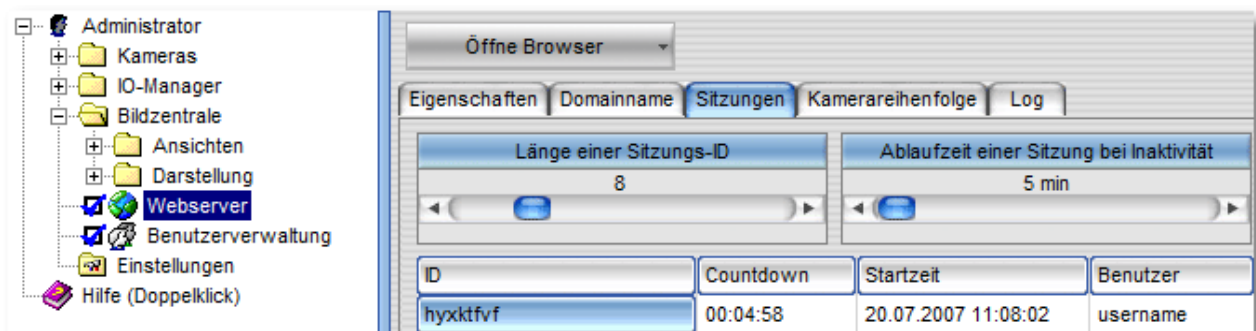 Administrator
Kameras
IO-Manager
Bildzentrale
Ansichten
Darstellung
Webserver
Benutzerverwaltung
Einstellungen
Hilfe (Doppelklick)
Öffne Browser
Eigenschaften Domainname Sitzungen Kamerareihenfolge Log
Länge einer Sitzungs-ID Ablaufzeit einer Sitzung bei Inaktivität
8 5 min
ID Countdown Startzeit Benutzer
hyxktfvf 00:04:58 20.07.2007 11:08:02 username